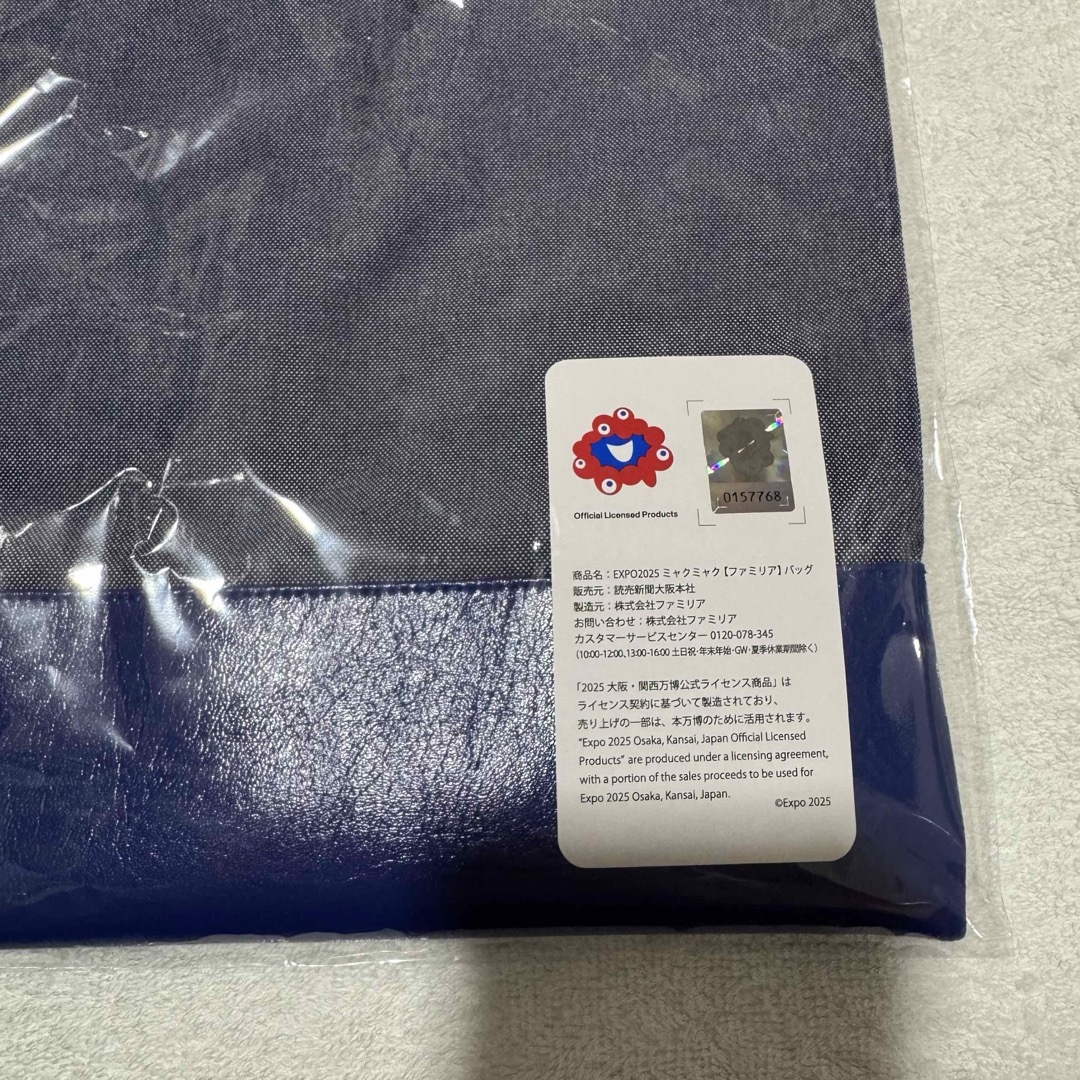 Official Licensed Products
0157768
商品名：EXPO2025 ミャクミャク【ファミリア】バッグ
販売元：読売新聞大阪本社
製造元：株式会社ファミリア
お問い合わせ：株式会社ファミリア
カスタマーサービスセンター 0120-078-345
（10:00-12:00、13:00-16:00 土日祝・年末年始・GW・夏季休業期間除く）
「2025 大阪・関西万博公式ライセンス商品」は
ライセンス契約に基づいて製造されており、
売り上げの一部は、本万博のために活用されます。
“Expo 2025 Osaka, Kansai, Japan Official Licensed
Products” are produced under a licensing agreement,
with a portion of the sales proceeds to be used for
Expo 2025 Osaka, Kansai, Japan.
©Expo 2025